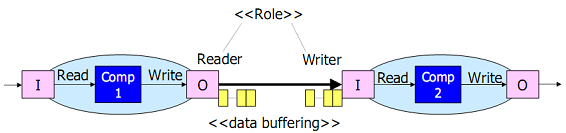 <<Role>>
Reader Writer
I Read Comp 1 Write O I Read Comp 2 Write O
<<data buffering>>